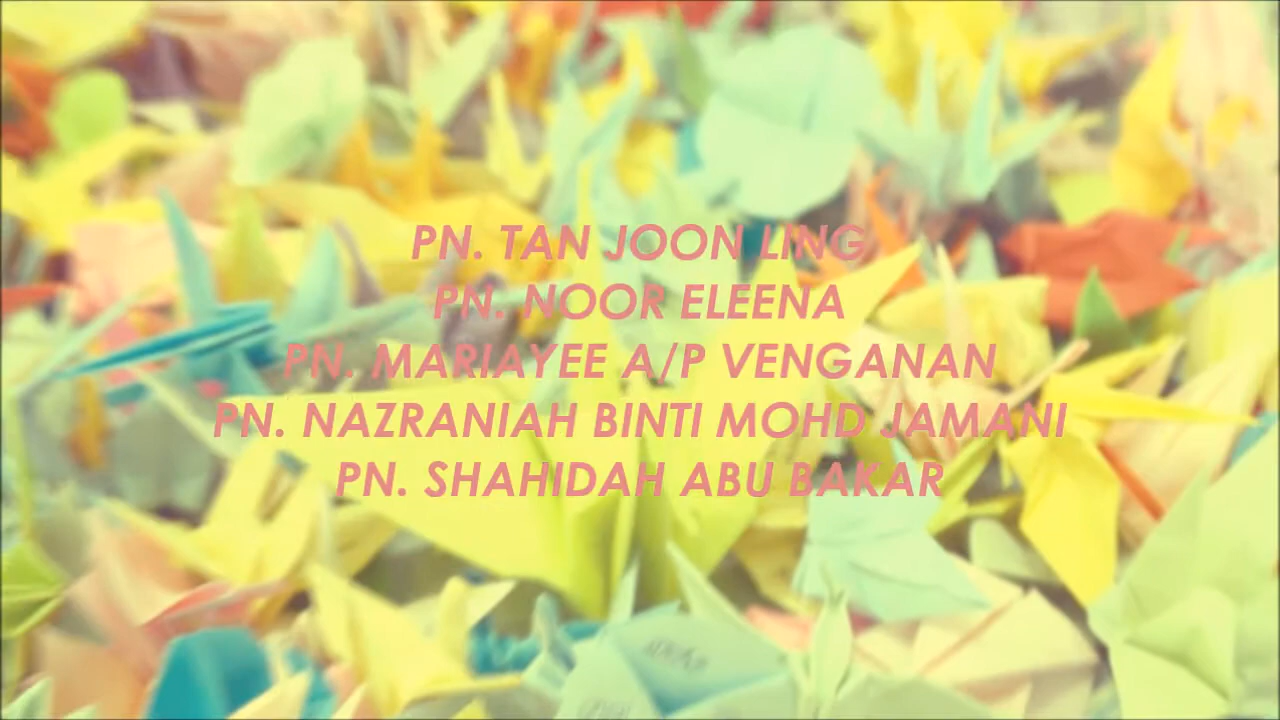 PN. TAN JOON LING
PN. NOOR ELEENA
PN. MARIAYEE A/P VENGANAN
PN. NAZRANIAH BINTI MOHD JAMANI
PN. SHAHIDAH ABU BAKAR